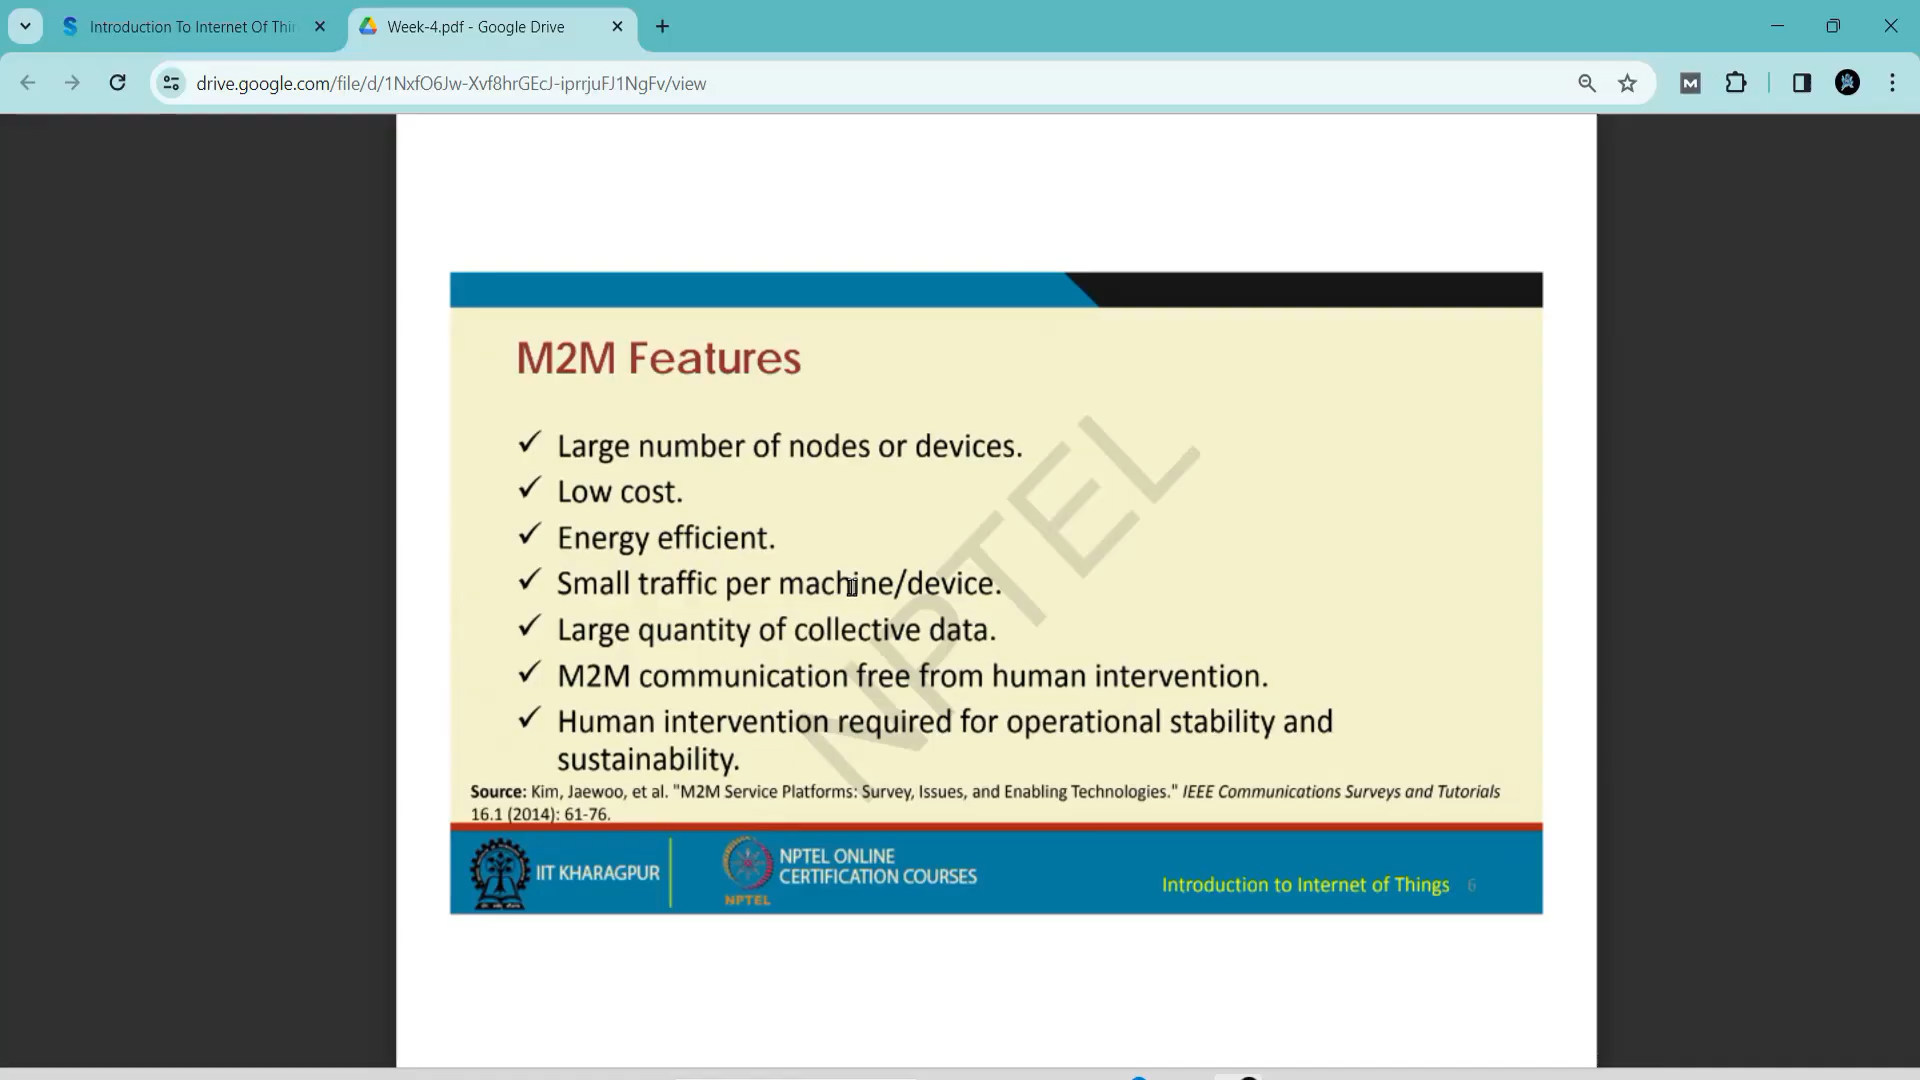 Introduction To Internet Of Thin
Week-4.pdf - Google Drive
drive.google.com/file/d/1NxfO6Jw-Xvf8hrGEcJ-iprrjuFJ1NgFv/view
M2M Features
✓ Large number of nodes or devices.
✓ Low cost.
✓ Energy efficient.
✓ Small traffic per machine/device.
✓ Large quantity of collective data.
✓ M2M communication free from human intervention.
✓ Human intervention required for operational stability and
sustainability.
Source: Kim, Jaewoo, et al. "M2M Service Platforms: Survey, Issues, and Enabling Technologies." IEEE Communications Surveys and Tutorials
16.1 (2014): 61-76.
NPTEL
IIT KHARAGPUR
NPTEL
NPTEL ONLINE
CERTIFICATION COURSES
Introduction to Internet of Things 6